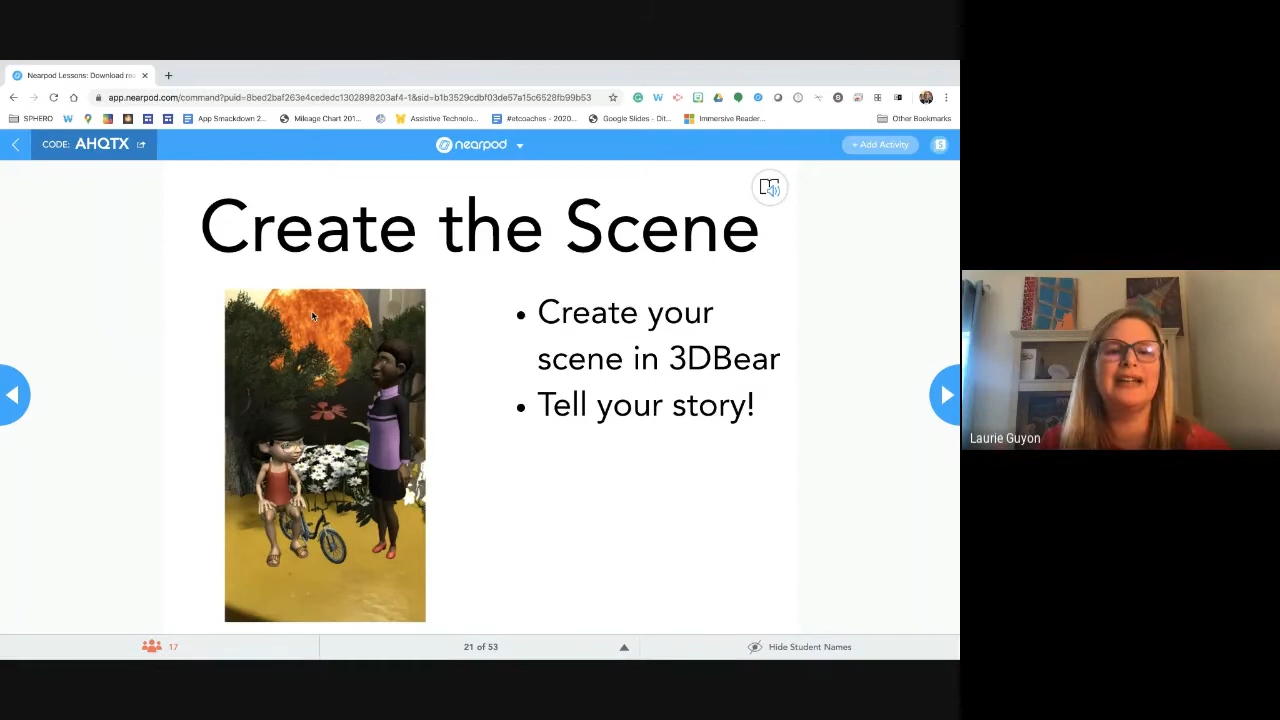 Nearpod Lessons: Download rea
app.nearpod.com/command?puid=8bed2baf263e4cededc1302898203af4-1&sid=b1b3529cdbf03de57a15c6528fb99b53
SPHERO
App Smackdown 2...
Mileage Chart 201...
Assistive Technolo...
#etcoaches - 2020...
Google Slides - Dit...
Immersive Reader...
Other Bookmarks
CODE: AHQTX
nearpod
+ Add Activity
S
Create the Scene
• Create your
scene in 3DBear
• Tell your story!
Laurie Guyon
17
21 of 53
Hide Student Names